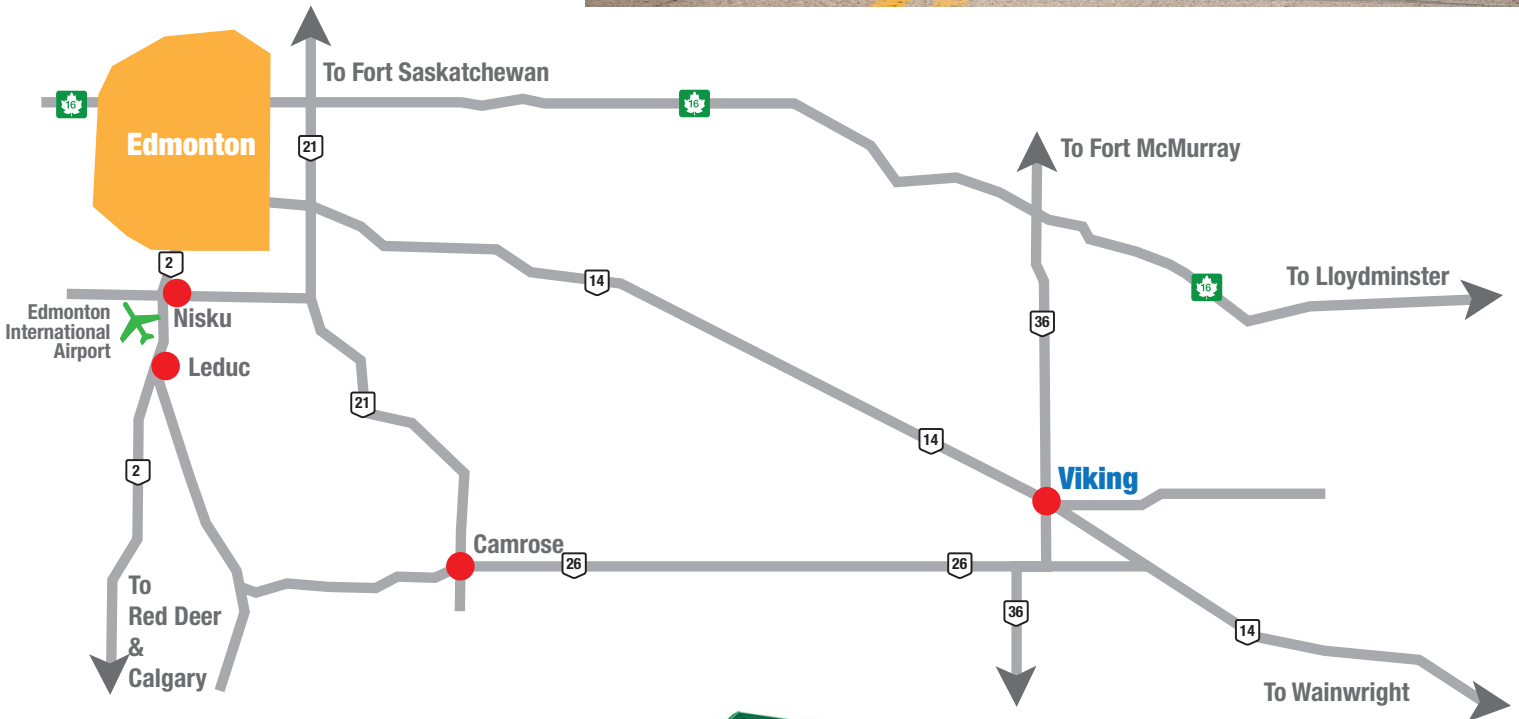 To Fort Saskatchewan
16
16
Edmonton
21
To Fort McMurray
2
14
16
To Lloydminster
Edmonton
International
Airport
Nisku
36
Leduc
21
14
2
Viking
Camrose
26
26
To
Red Deer
&
Calgary
36
14
To Wainwright